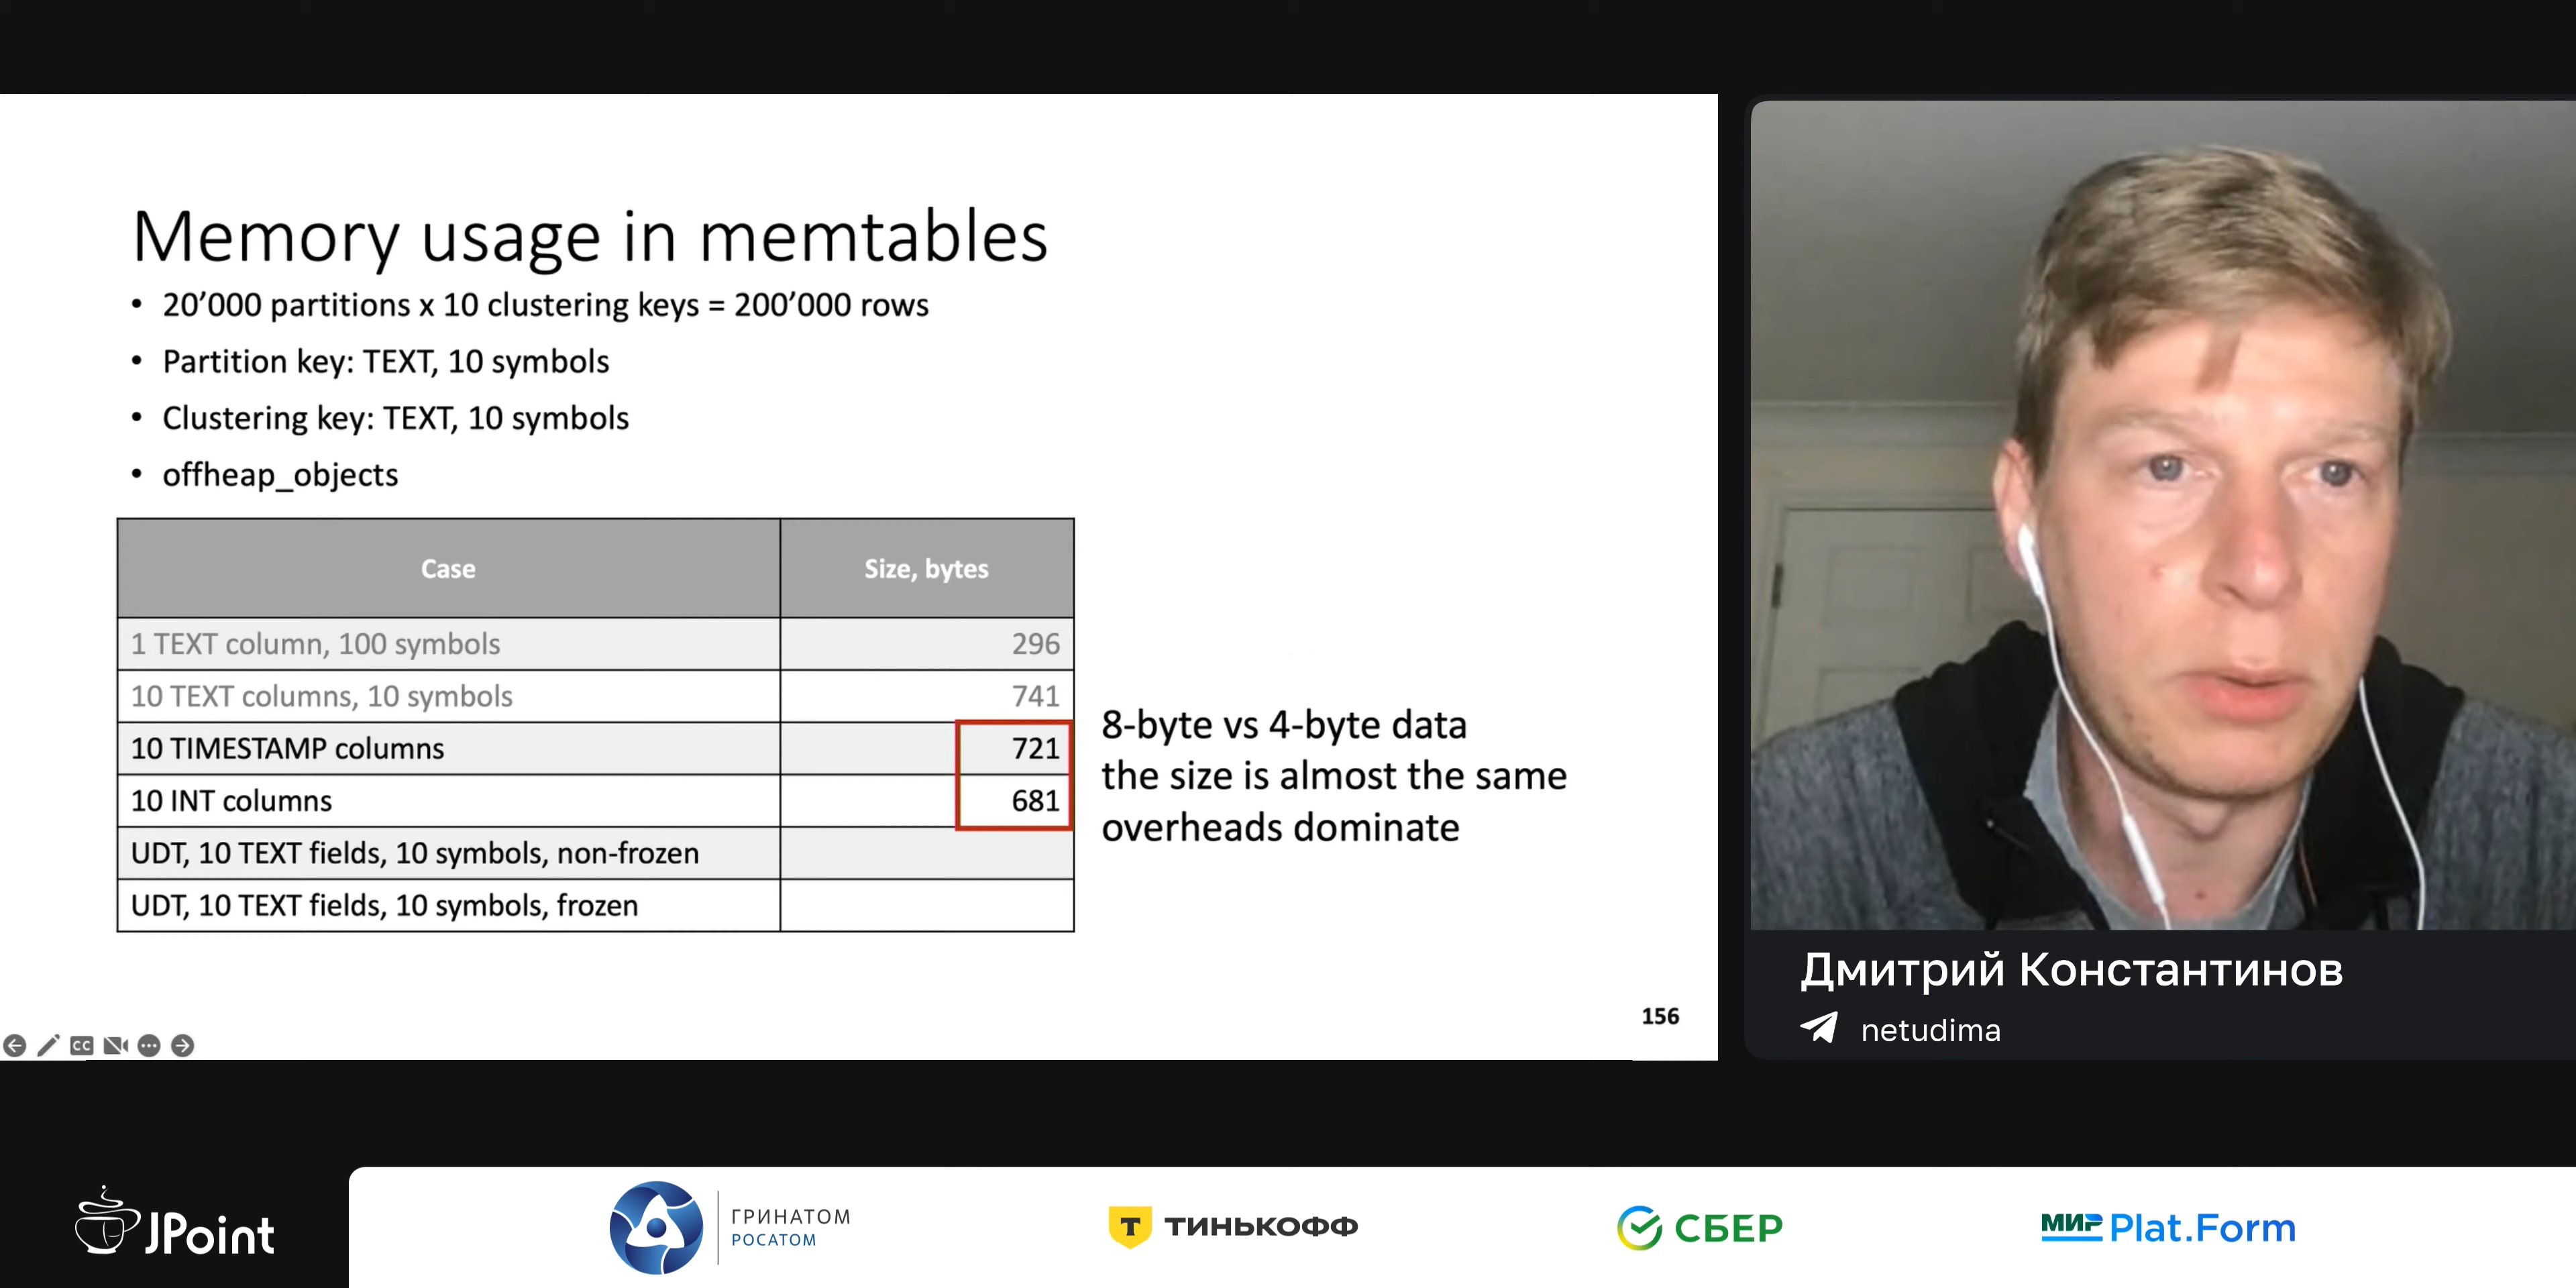 Memory usage in memtables
• 20’000 partitions x 10 clustering keys = 200’000 rows
• Partition key: TEXT, 10 symbols
• Clustering key: TEXT, 10 symbols
• offheap_objects
Case Size, bytes
1 TEXT column, 100 symbols 296
10 TEXT columns, 10 symbols 741
10 TIMESTAMP columns 721
10 INT columns 681
UDT, 10 TEXT fields, 10 symbols, non-frozen
UDT, 10 TEXT fields, 10 symbols, frozen
8-byte vs 4-byte data
the size is almost the same
overheads dominate
156
CC
Дмитрий Константинов
netudima
JPoint
ГРИНАТОМ
РОСАТОМ
Т ТИНЬКОФФ
СБЕР
МИР Plat.Form